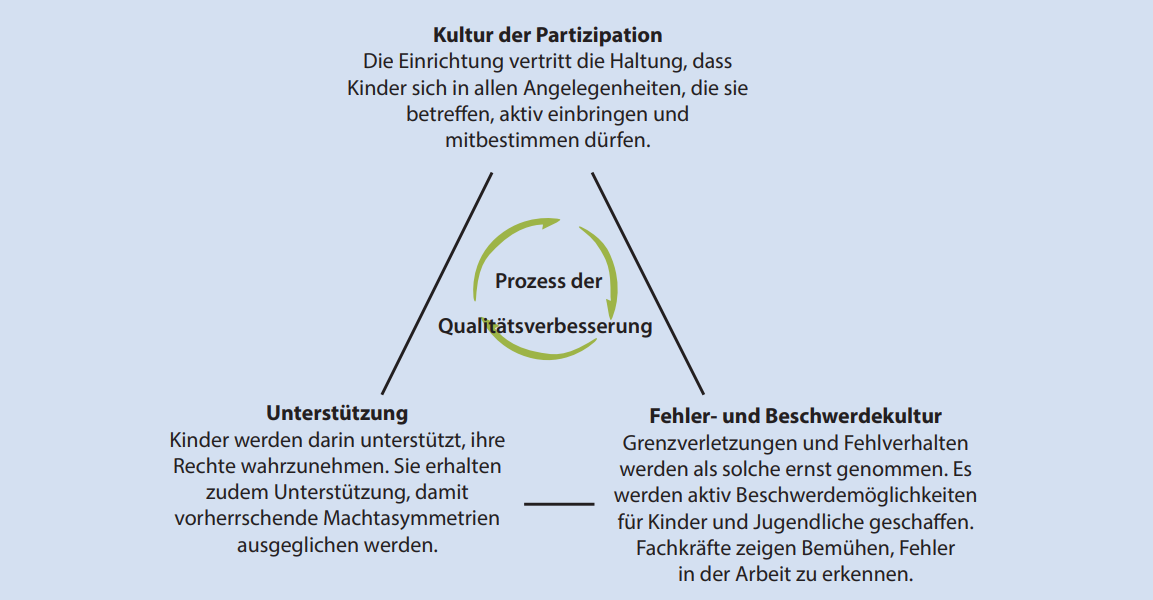 Kultur der Partizipation
Die Einrichtung vertritt die Haltung, dass
Kinder sich in allen Angelegenheiten, die sie
betreffen, aktiv einbringen und
mitbestimmen dürfen.
Prozess der
Qualitätsverbesserung
Unterstützung
Kinder werden darin unterstützt, ihre
Rechte wahrzunehmen. Sie erhalten
zudem Unterstützung, damit
vorherrschende Machtasymmetrien
ausgeglichen werden.
Fehler- und Beschwerdekultur
Grenzverletzungen und Fehlverhalten
werden als solche ernst genommen. Es
werden aktiv Beschwerdemöglichkeiten
für Kinder und Jugendliche geschaffen.
Fachkräfte zeigen Bemühen, Fehler
in der Arbeit zu erkennen.